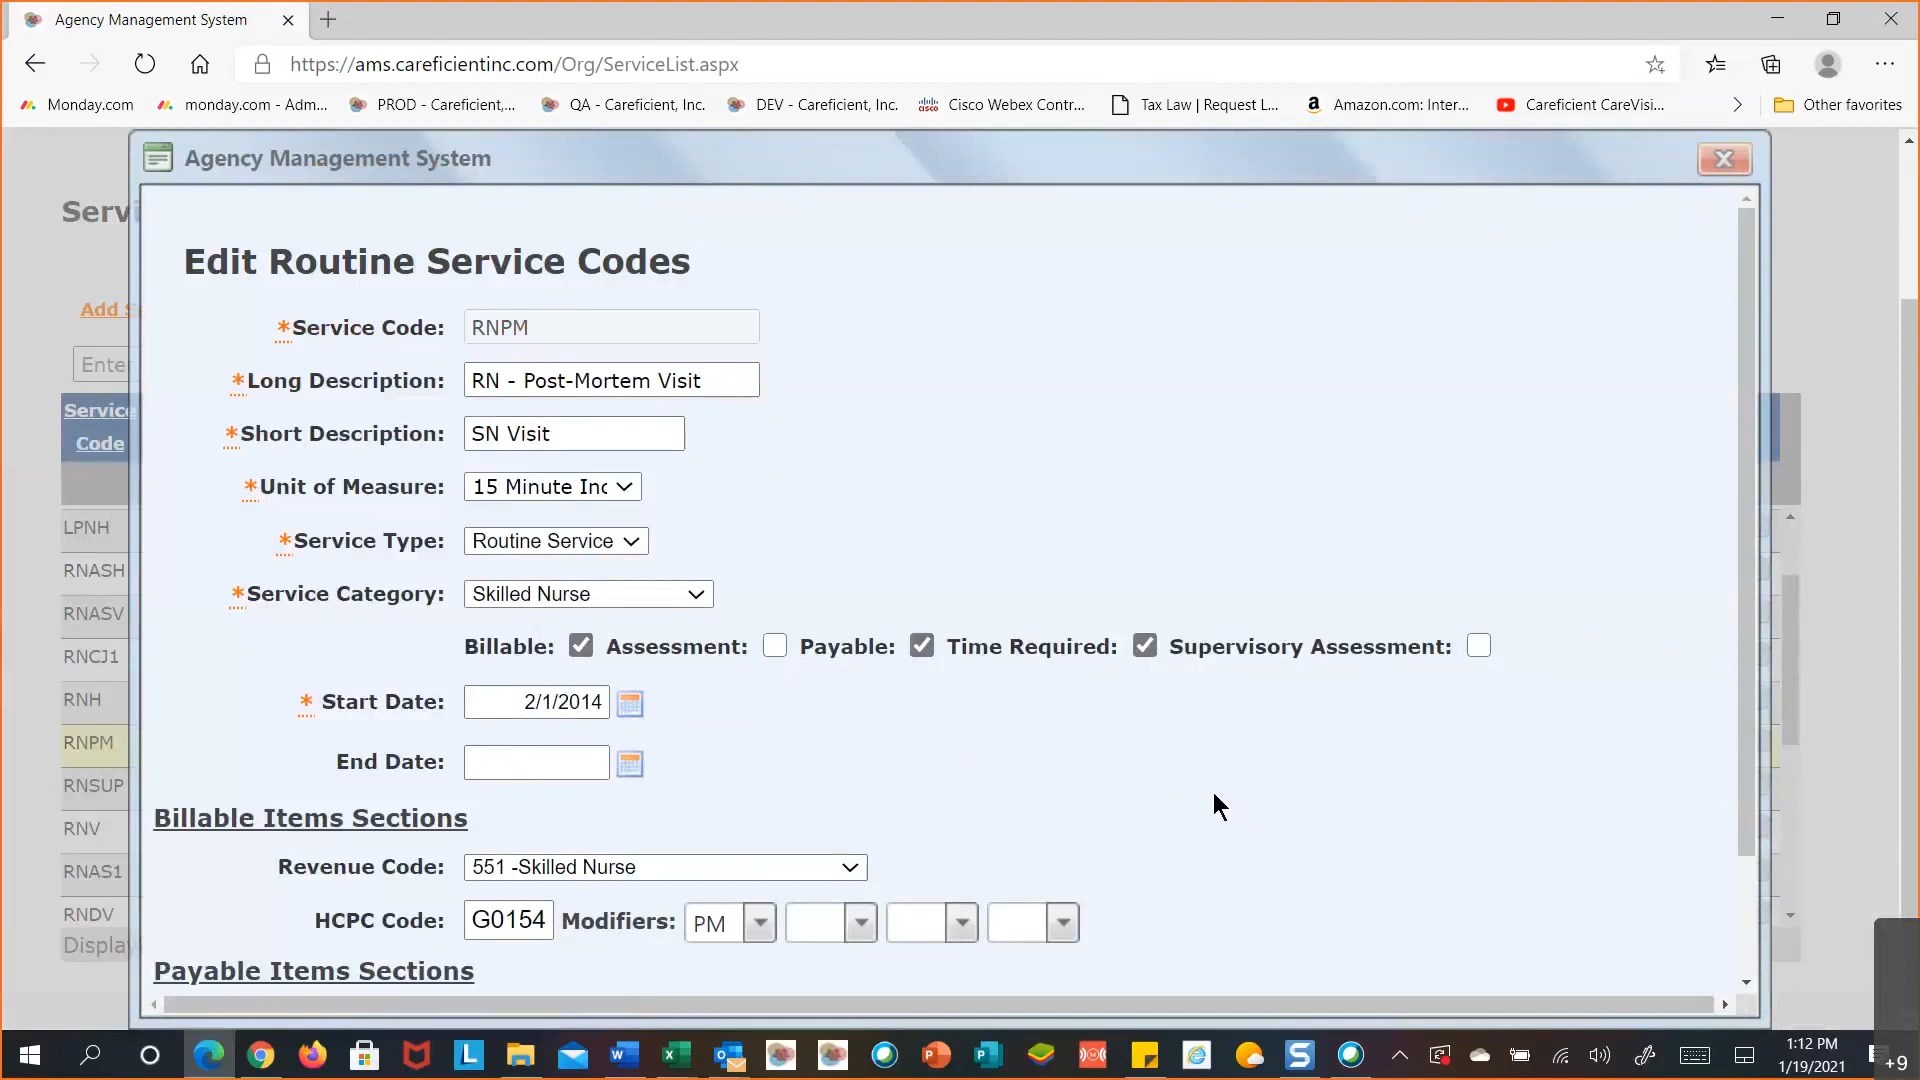 Agency Management System
https://ams.careficientinc.com/Org/ServiceList.aspx
Monday.com monday.com - Adm... PROD - Careficient,... QA - Careficient, Inc. DEV - Careficient, Inc. Cisco Webex Contr... Tax Law | Request L... Amazon.com: Inter... Careficient CareVisi... Other favorites
Agency Management System
Edit Routine Service Codes
*Service Code: RNPM
*Long Description: RN - Post-Mortem Visit
*Short Description: SN Visit
*Unit of Measure: 15 Minute Inc
*Service Type: Routine Service
*Service Category: Skilled Nurse
Billable: Assessment: Payable: Time Required: Supervisory Assessment:
* Start Date: 2/1/2014
End Date:
Billable Items Sections
Revenue Code: 551 -Skilled Nurse
HCPC Code: G0154 Modifiers: PM
Payable Items Sections
Servi
Add S
Enter
Service
Code
LPNH
RNASH
RNASV
RNCJ1
RNH
RNPM
RNSUP
RNV
RNAS1
RNDV
Display
1:12 PM
1/19/2021
+9